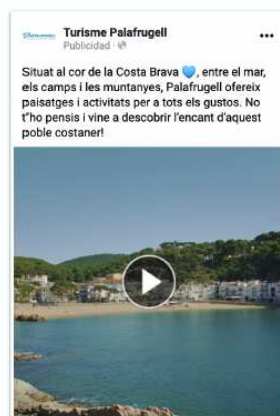 Turisme Palafrugell
Publicidad ·
Situat al cor de la Costa Brava 💙, entre el mar,
els camps i les muntanyes, Palafrugell ofereix
paisatges i activitats per a tots els gustos. No
t"ho pensis i vine a descobrir l'encant d'aquest
poble costaner!